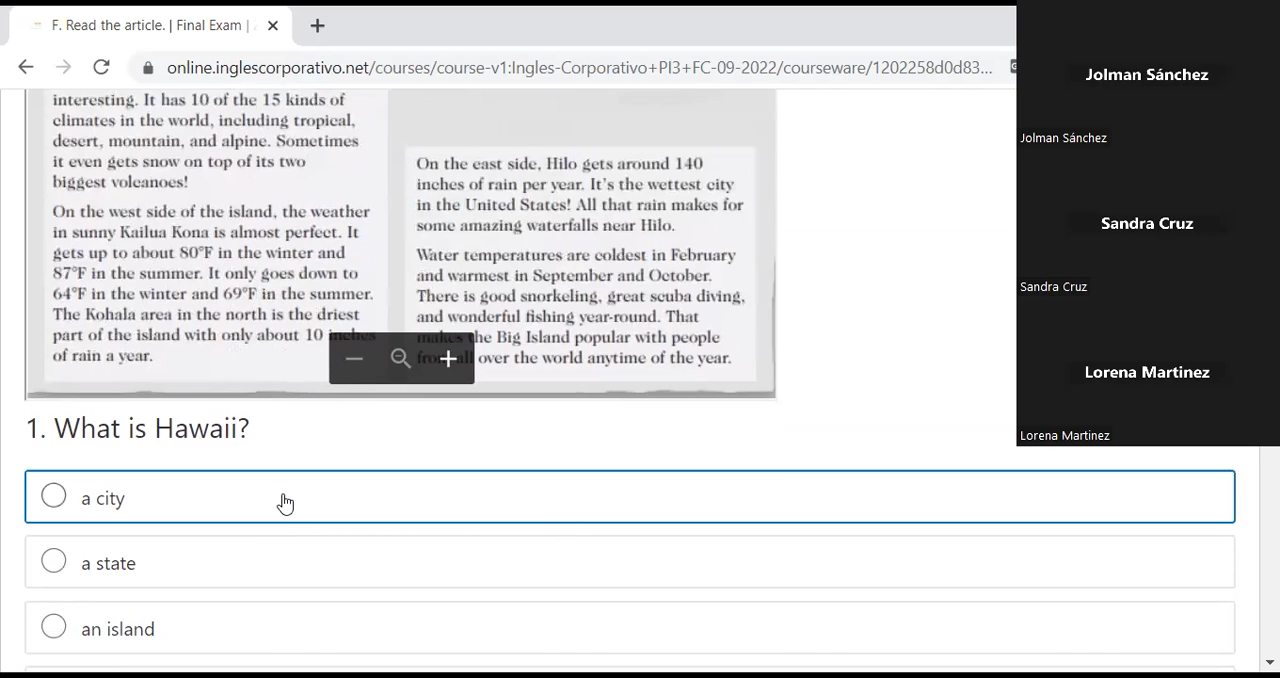 F. Read the article. | Final Exam |
online.inglescorporativo.net/courses/course-v1:Ingles-Corporativo+PI3+FC-09-2022/courseware/1202258d0d83...
interesting. It has 10 of the 15 kinds of
climates in the world, including tropical,
desert, mountain, and alpine. Sometimes
it even gets snow on top of its two
biggest volcanoes!
On the west side of the island, the weather
in sunny Kailua Kona is almost perfect. It
gets up to about 80°F in the winter and
87°F in the summer. It only goes down to
64°F in the winter and 69°F in the summer.
The Kohala area in the north is the driest
part of the island with only about 10 inches
of rain a year.
On the east side, Hilo gets around 140
inches of rain per year. It's the wettest city
in the United States! All that rain makes for
some amazing waterfalls near Hilo.
Water temperatures are coldest in February
and warmest in September and October.
There is good snorkeling, great scuba diving,
and wonderful fishing year-round. That
makes the Big Island popular with people
from all over the world anytime of the year.
1. What is Hawaii?
a city
a state
an island
Jolman Sánchez
Jolman Sánchez
Sandra Cruz
Sandra Cruz
Lorena Martinez
Lorena Martinez